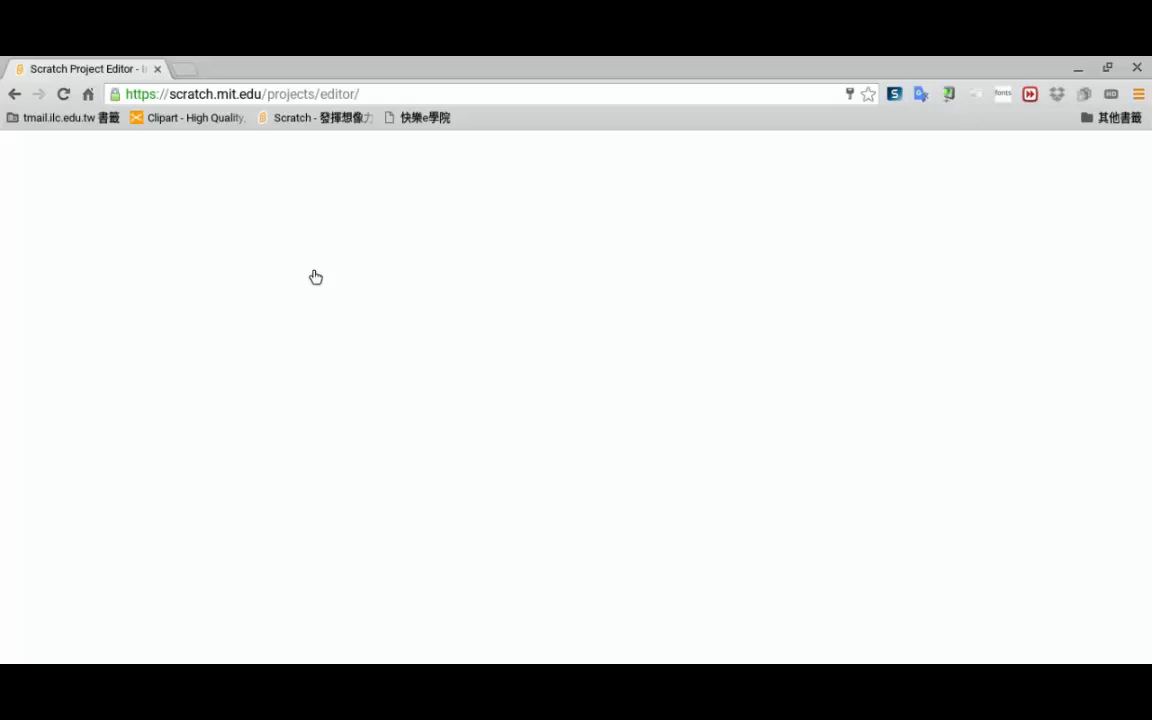 Scratch Project Editor -
https://scratch.mit.edu/projects/editor/
fonts
HD
tmail.ilc.edu.tw 書籤
Clipart - High Quality,
Scratch - 發揮想像力
快樂e學院
其他書籤